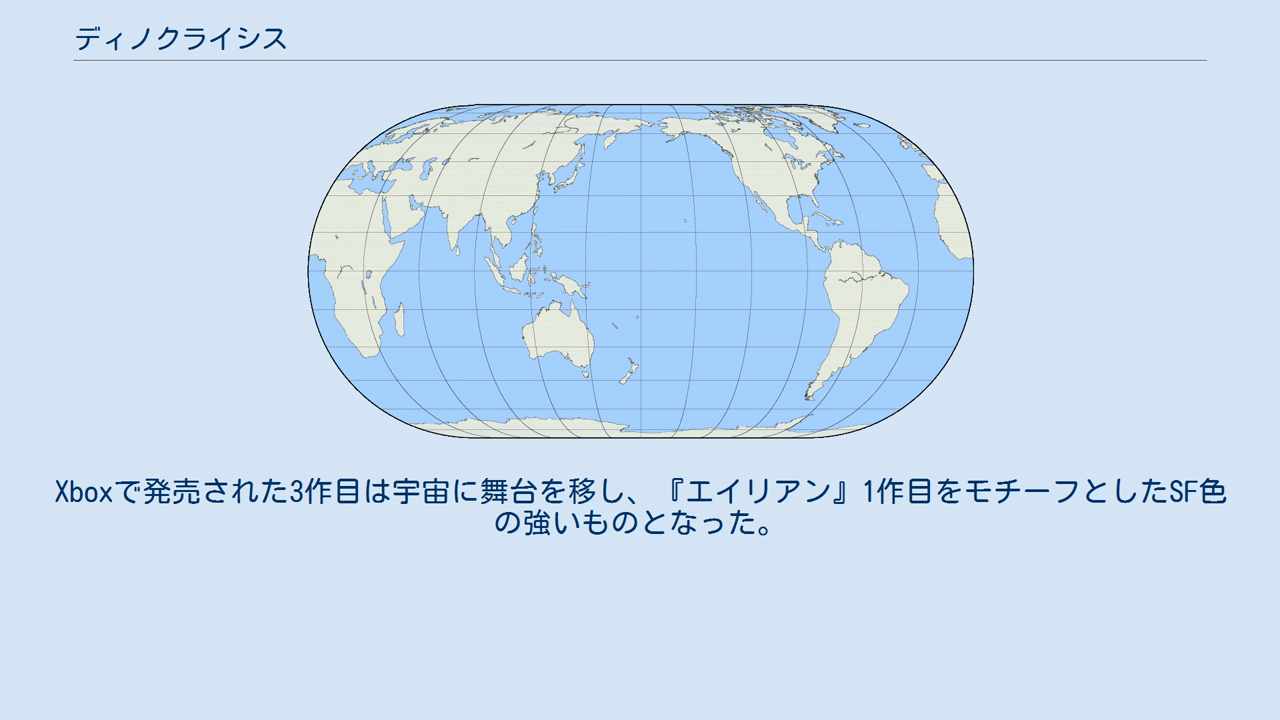 ディノクライシス
Xboxで発売された3作目は宇宙に舞台を移し、『エイリアン』1作目をモチーフとしたSF色
の強いものとなった。